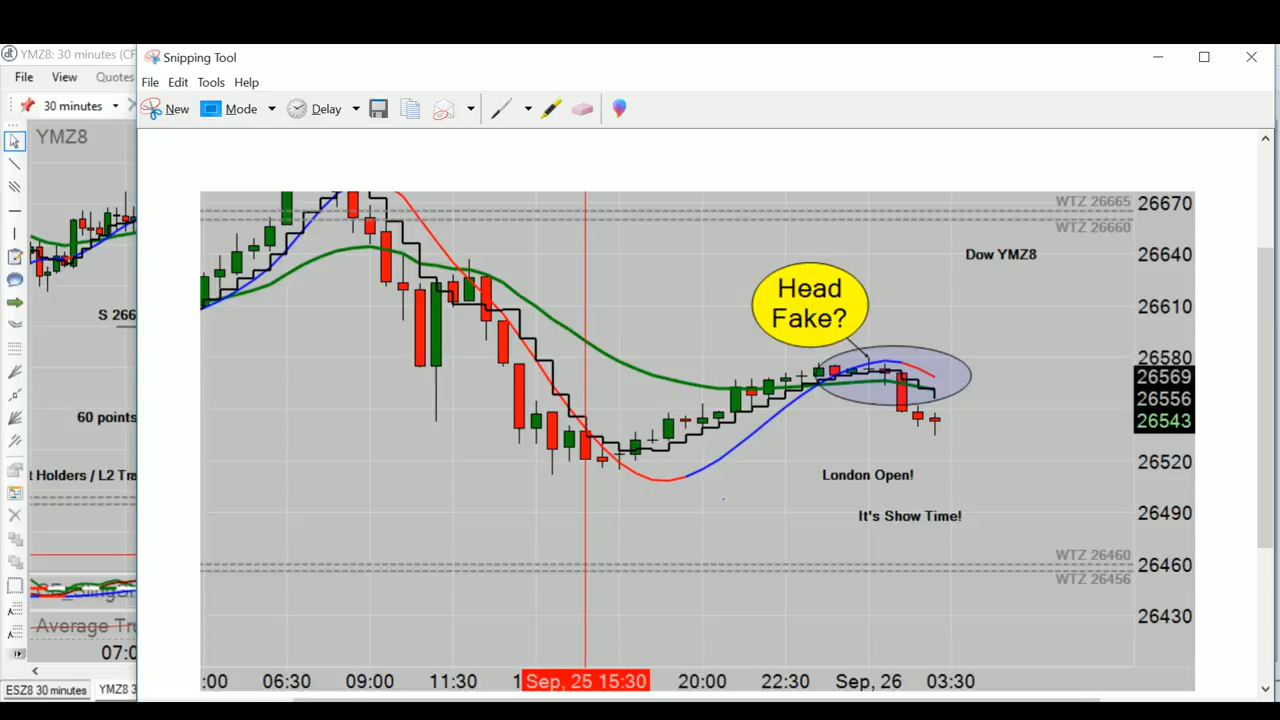 YMZ8: 30 minutes (CF
File View Quotes
30 minutes
YMZ8
S 266
60 points
t Holders / L2 Tra
Average Tru
07:0
ESZ8 30 minutes YMZ8 3
Snipping Tool
File Edit Tools Help
New Mode Delay
WTZ 26665
WTZ 26660
Dow YMZ8
Head
Fake?
London Open!
It's Show Time!
WTZ 26460
WTZ 26456
26670
26640
26610
26580
26569
26556
26543
26520
26490
26460
26430
:00 06:30 09:00 11:30 1 Sep, 25 15:30 20:00 22:30 Sep, 26 03:30